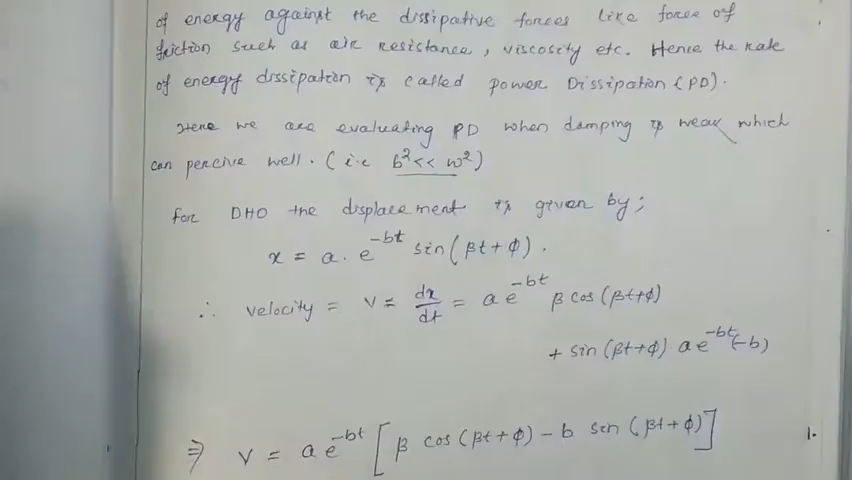 of energy against the dissipative forces like force of
friction such as air resistance, viscosity etc. Hence the rate
of energy dissipation is called power Dissipation (PD).
Here we are evaluating PD when damping is weak which
can percive well. (i.e b² << w²)
for DHO the displacement is given by;
x = a. e^{-bt} sin(βt+ϕ).
∴ velocity = v = dx/dt = a e^{-bt} β cos (βt+ϕ)
+ sin (βt+ϕ) a e^{-bt}(-b)
⇒ v = a e^{-bt} [β cos (βt+ϕ) - b sin (βt+ϕ)]
1.